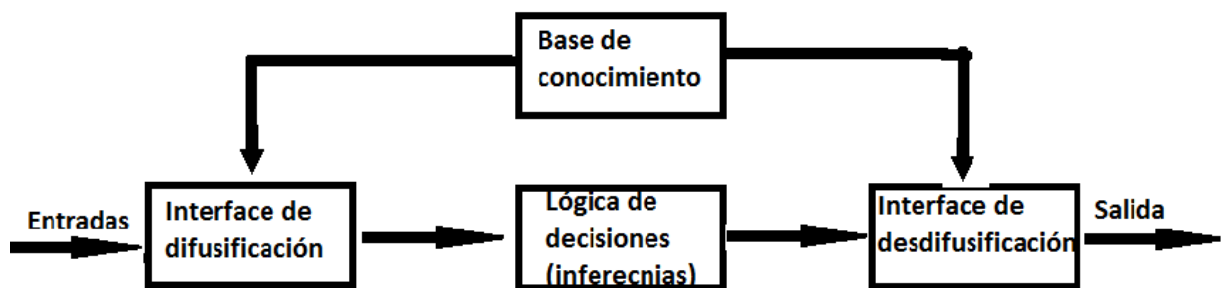 Base de
conocimiento
Entradas
Interface de
difusificación
Lógica de
decisiones
(inferecnias)
Interface de
desdifusificación
Salida